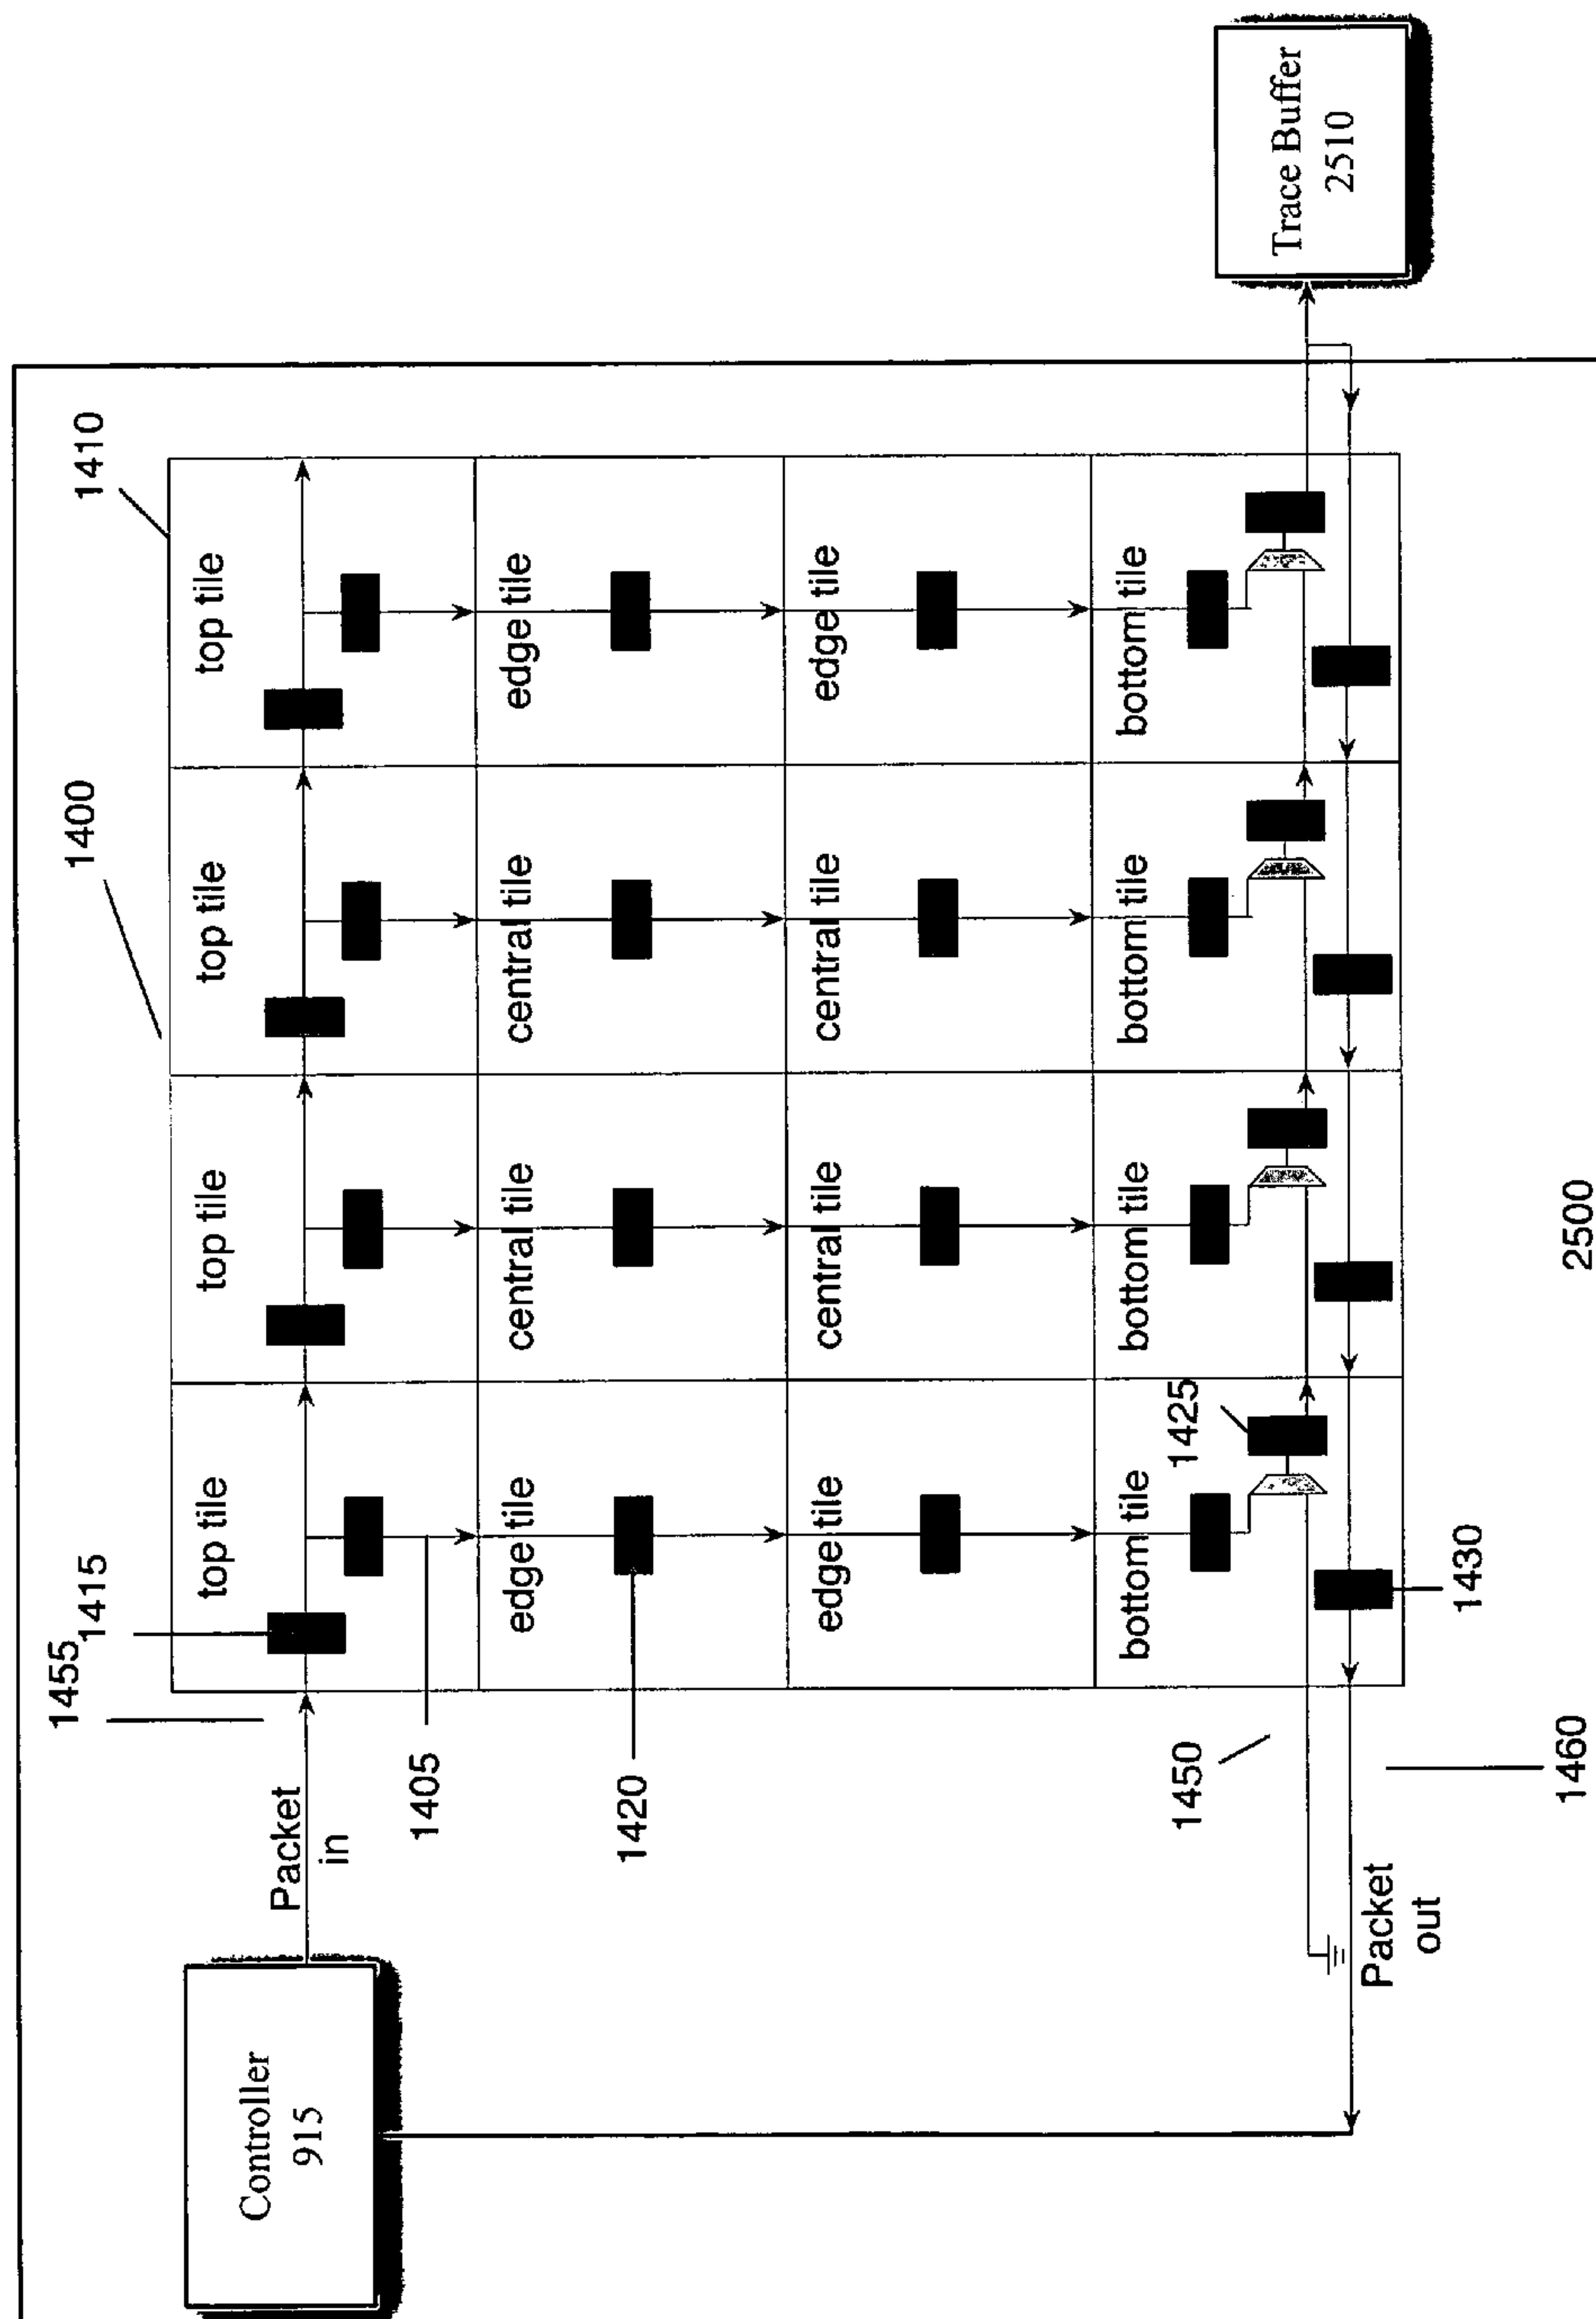 Controller
915
Packet
in
1455
1415
1400
1410
top tile
top tile
top tile
top tile
1405
edge tile
central tile
central tile
edge tile
1420
edge tile
central tile
central tile
edge tile
bottom tile
bottom tile
bottom tile
bottom tile
1425
1450
Packet
out
1460
1430
2500
Trace Buffer
2510